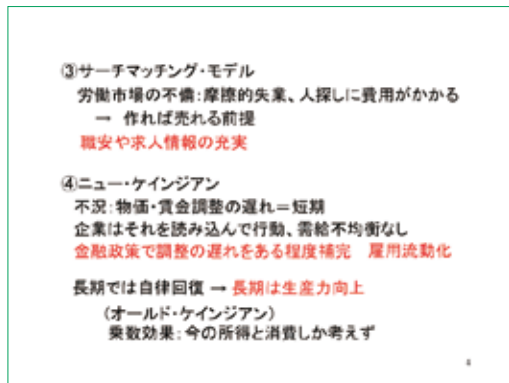 ③サーチマッチング・モデル
労働市場の不備:摩擦的失業、人探しに費用がかかる
→ 作れば売れる前提
職安や求人情報の充実
④ニュー・ケインジアン
不況:物価・賃金調整の遅れ=短期
企業はそれを読み込んで行動、需給不均衡なし
金融政策で調整の遅れをある程度補完 雇用流動化
長期では自律回復 → 長期は生産力向上
(オールド・ケインジアン)
乗数効果:今の所得と消費しか考えず